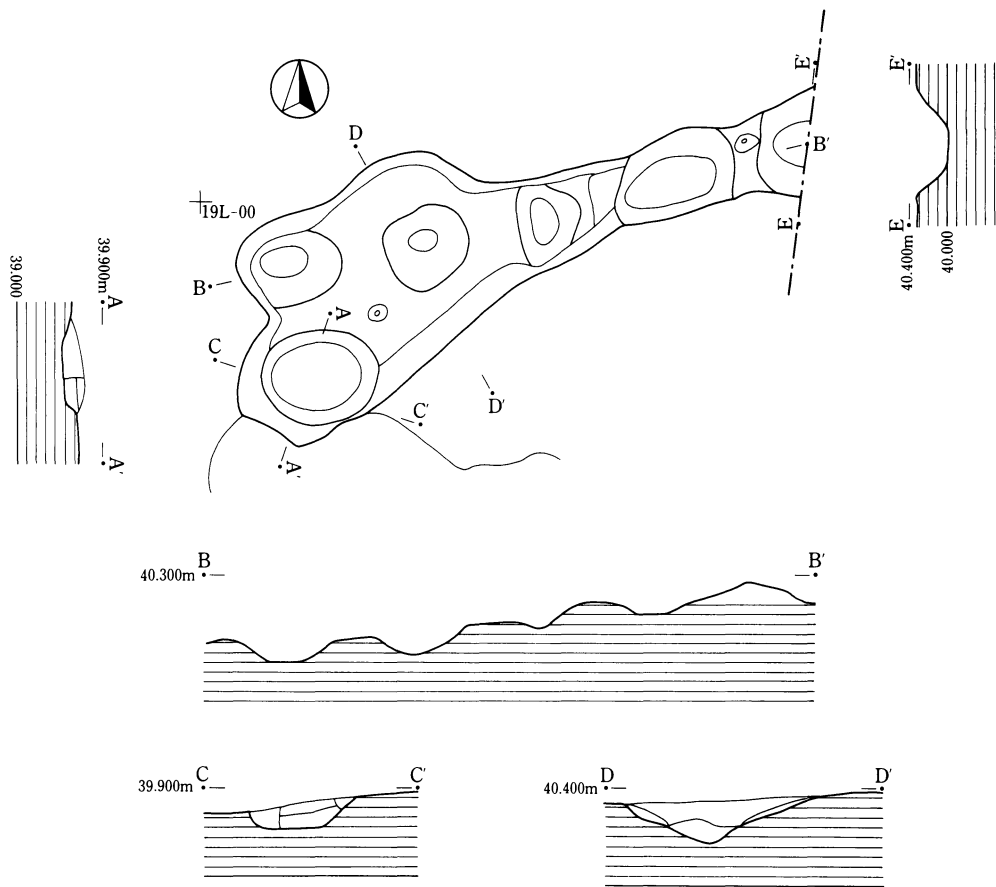 D
E′
E′
B′
19L-00
E
E
40.400m
40.000
39.000
39.900m
A
B
A
C
C′
D′
A′
A′
B
B′
40.300m
C
C′
39.900m
D
D′
40.400m